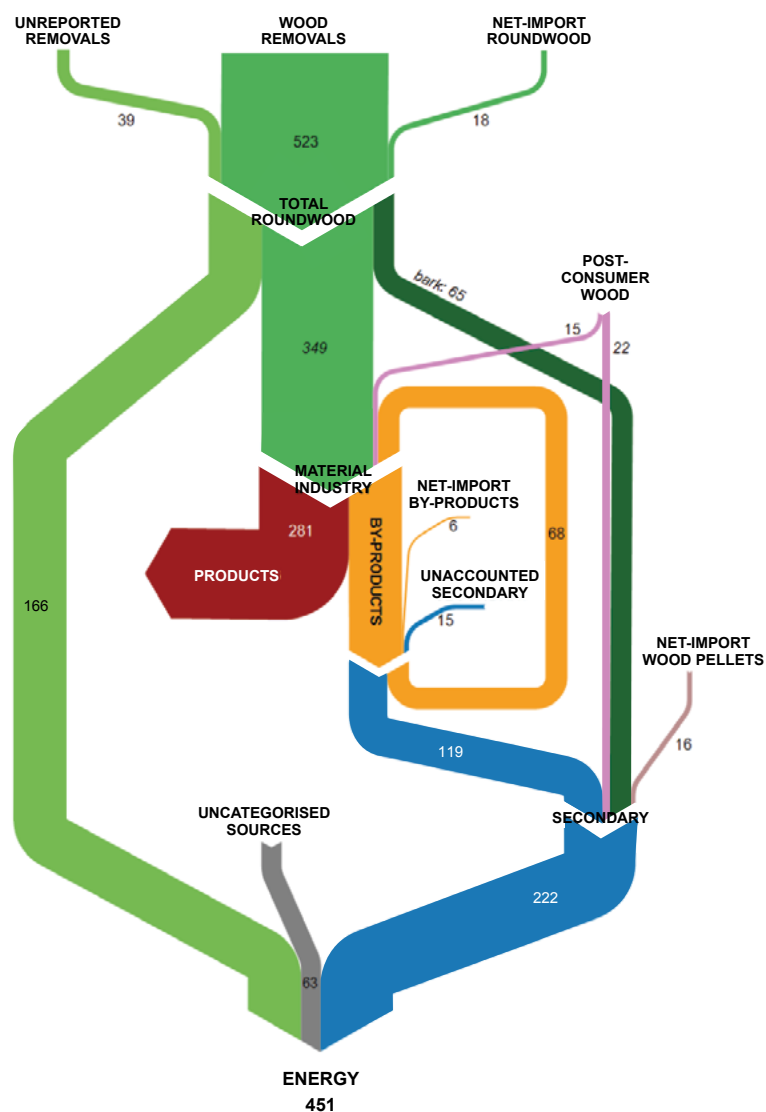 UNREPORTED
REMOVALS
WOOD
REMOVALS
NET-IMPORT
ROUNDWOOD
39
18
523
TOTAL
ROUNDWOOD
bark: 65
POST-
CONSUMER
WOOD
15
22
349
MATERIAL
INDUSTRY
NET-IMPORT
BY-PRODUCTS
6
BY-PRODUCTS
68
281
PRODUCTS
UNACCOUNTED
SECONDARY
15
166
NET-IMPORT
WOOD PELLETS
16
119
UNCATEGORISED
SOURCES
SECONDARY
222
63
ENERGY
451